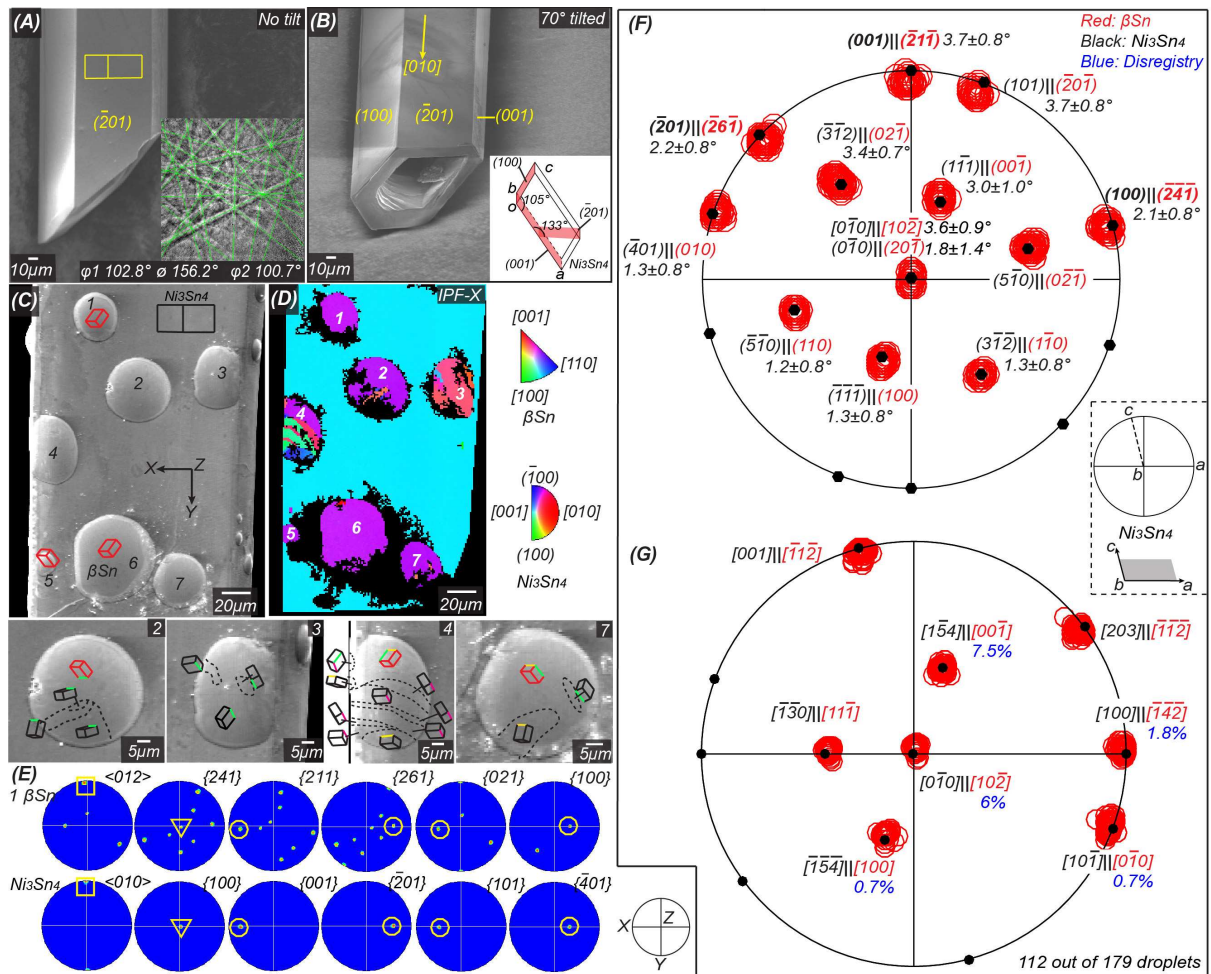 (A)
No tilt
(2̄01)
10μm
φ1 102.8° ø 156.2° φ2 100.7°
(B)
70° tilted
[010]
(100)
(2̄01)
(001)
10μm
(100)
c
b
o
105°
133°
(2̄01)
(001)
a
Ni3Sn4
(C)
Ni3Sn4
1
2
3
4
X
Z
Y
5
βSn
6
7
20μm
(D)
IPF-X
1
2
3
4
5
6
7
20μm
[001]
[110]
[100]
βSn
(1̄00)
[001]
[010]
(100)
Ni3Sn4
2
5μm
3
5μm
4
5μm
7
5μm
(E)
<012>
{241}
{211}
{261}
{021}
{100}
1 βSn
Ni3Sn4
<010>
{100}
{001}
{2̄01}
{101}
{4̄01}
X
Z
Y
(F)
Red: βSn
Black: Ni3Sn4
Blue: Disregistry
(001)||(2̄11̄) 3.7±0.8°
(101)||(2̄01̄)
3.7±0.8°
(2̄01)||(2̄61̄)
2.2±0.8°
(3̄1̄2)||(021̄)
3.4±0.7°
(11̄1)||(001̄)
3.0±1.0°
(100)||(2̄4̄1̄)
2.1±0.8°
[01̄0]||[102̄] 3.6±0.9°
(01̄0)||(201̄) 1.8±1.4°
(4̄01)||(010)
1.3±0.8°
(51̄0)||(02̄1̄)
(5̄1̄0)||(110)
1.2±0.8°
(31̄2̄)||(11̄0)
1.3±0.8°
(1̄1̄1̄)||(100)
1.3±0.8°
c
b
a
Ni3Sn4
c
b
a
(G)
[001]||[1̄12̄]
[15̄4]||[001̄]
7.5%
[203]||[1̄1̄2̄]
[1̄3̄0]||[111̄]
[100]||[1̄4̄2̄]
1.8%
[01̄0]||[102̄]
6%
[1̄5̄4̄]||[100]
0.7%
[101̄]||[01̄0]
0.7%
112 out of 179 droplets